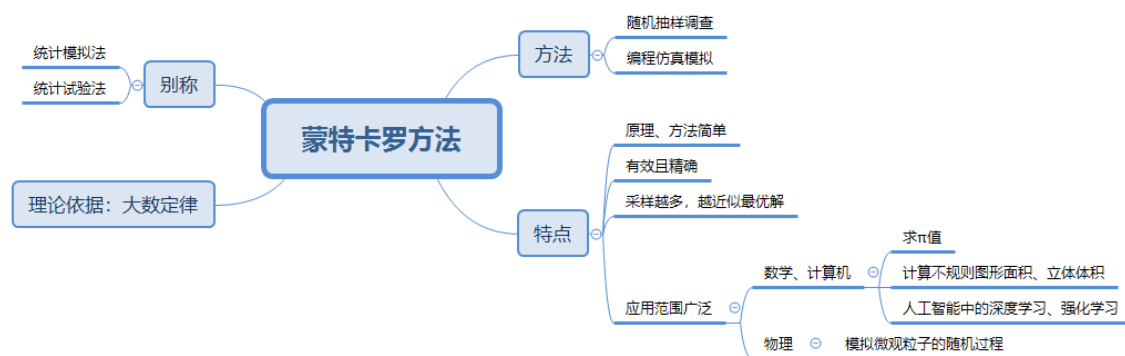 蒙特卡罗方法
别称
统计模拟法
统计试验法
理论依据：大数定律
方法
随机抽样调查
编程仿真模拟
特点
原理、方法简单
有效且精确
采样越多，越近似最优解
应用范围广泛
数学、计算机
求π值
计算不规则图形面积、立体体积
人工智能中的深度学习、强化学习
物理
模拟微观粒子的随机过程